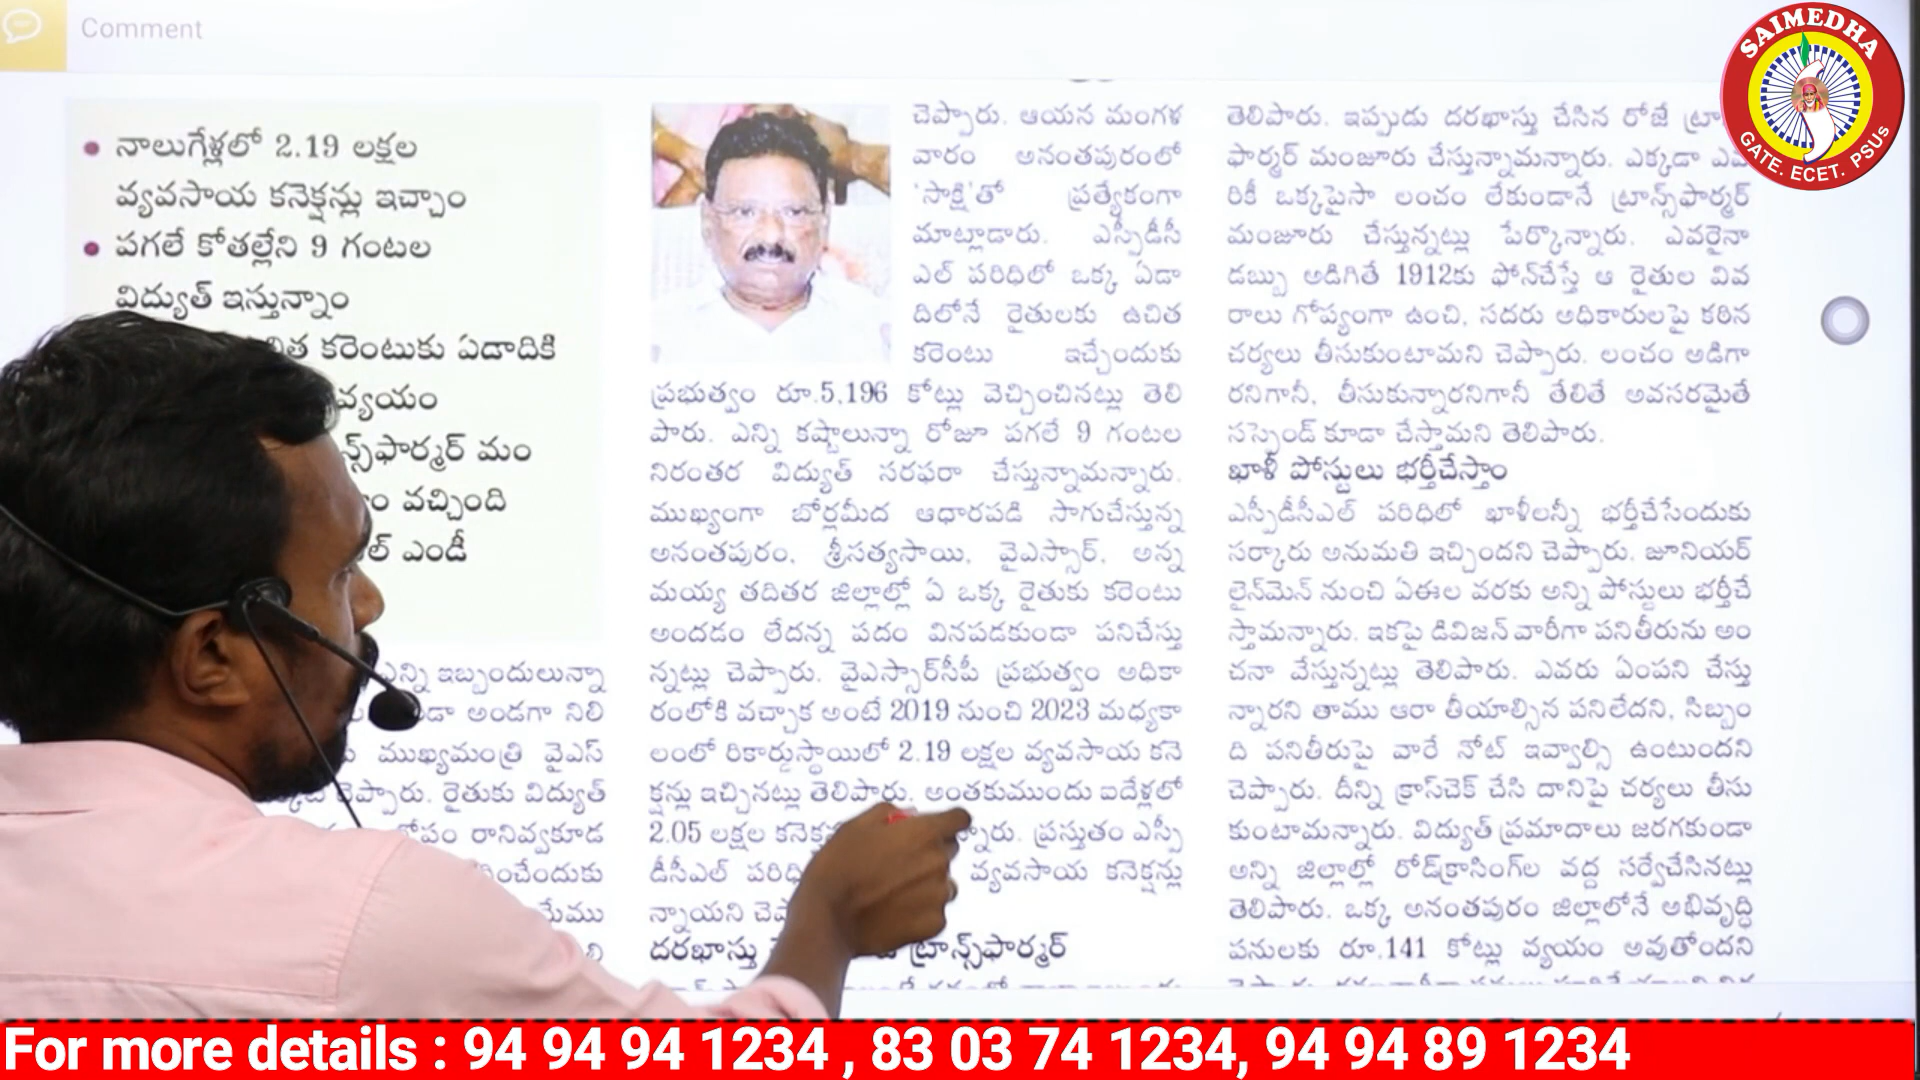 Comment
SAIMEDHA
GATE. ECET. PSUs
• నాలుగేళ్లలో 2.19 లక్షల
వ్యవసాయ కనెక్షన్లు ఇచ్చాం
• పగలే కోతల్లేని 9 గంటల
విద్యుత్ ఇస్తున్నాం
కరెంటుకు ఏడాదికి
వ్యయం
మం
వచ్చింది
ఎండీ
ఇబ్బందులున్నా
అండగా నిలి
ముఖ్యమంత్రి వైఎస్
చెప్పారు. రైతుకు విద్యుత్
రానివ్వకూడ
మేము
చెప్పారు. ఆయన మంగళ
వారం అనంతపురంలో
'సాక్షి'తో ప్రత్యేకంగా
మాట్లాడారు. ఎస్పీడీసీ
ఎల్ పరిధిలో ఒక్క ఏడా
దిలోనే రైతులకు ఉచిత
కరెంటు ఇచ్చేందుకు
ప్రభుత్వం రూ.5,196 కోట్లు వెచ్చించినట్లు తెలి
పారు. ఎన్ని కష్టాలున్నా రోజూ పగలే 9 గంటల
నిరంతర విద్యుత్ సరఫరా చేస్తున్నామన్నారు.
ముఖ్యంగా బోర్లమీద ఆధారపడి సాగుచేస్తున్న
అనంతపురం, శ్రీసత్యసాయి, వైఎస్సార్, అన్న
మయ్య తదితర జిల్లాల్లో ఏ ఒక్క రైతుకు కరెంటు
అందడం లేదన్న పదం వినపడకుండా పనిచేస్తు
న్నట్లు చెప్పారు. వైఎస్సార్‌సీపీ ప్రభుత్వం అధికా
రంలోకి వచ్చాక అంటే 2019 నుంచి 2023 మధ్యకా
లంలో రికార్డుస్థాయిలో 2.19 లక్షల వ్యవసాయ కనె
క్షన్లు ఇచ్చినట్లు తెలిపారు. అంతకుముందు ఐదేళ్లలో
2.05 లక్షల ప్రస్తుతం ఎస్పీ
డీసీఎల్ వ్యవసాయ కనెక్షన్లు
న్నాయని
దరఖాస్తు ట్రాన్స్‌ఫార్మర్
తెలిపారు. ఇప్పుడు దరఖాస్తు చేసిన రోజే
ఫార్మర్ మంజూరు చేస్తున్నామన్నారు. ఎక్కడా
రికీ ఒక్కపైసా లంచం లేకుండానే ట్రాన్స్‌ఫార్మర్
మంజూరు చేస్తున్నట్లు పేర్కొన్నారు. ఎవరైనా
డబ్బు అడిగితే 1912కు ఫోన్‌చేస్తే ఆ రైతుల వివ
రాలు గోప్యంగా ఉంచి, సదరు అధికారులపై కఠిన
చర్యలు తీసుకుంటామని చెప్పారు. లంచం అడిగా
రనిగానీ, తీసుకున్నారనిగానీ తేలితే అవసరమైతే
సస్పెండ్ కూడా చేస్తామని తెలిపారు.
ఖాళీ పోస్టులు భర్తీచేస్తాం
ఎస్పీడీసీఎల్ పరిధిలో ఖాళీలన్నీ భర్తీచేసేందుకు
సర్కారు అనుమతి ఇచ్చిందని చెప్పారు. జూనియర్
లైన్‌మెన్ నుంచి ఏఈల వరకు అన్ని పోస్టులు భర్తీచే
స్తామన్నారు. ఇకపై డివిజన్ వారీగా పనితీరును అం
చనా వేస్తున్నట్లు తెలిపారు. ఎవరు ఏంపని చేస్తు
న్నారని తాము ఆరా తీయాల్సిన పనిలేదని, సిబ్బం
ది పనితీరుపై వారే నోట్ ఇవ్వాల్సి ఉంటుందని
చెప్పారు. దీన్ని క్రాస్‌చెక్ చేసి దానిపై చర్యలు తీసు
కుంటామన్నారు. విద్యుత్ ప్రమాదాలు జరగకుండా
అన్ని జిల్లాల్లో రోడ్‌క్రాసింగ్‌ల వద్ద సర్వేచేసినట్లు
తెలిపారు. ఒక్క అనంతపురం జిల్లాలోనే అభివృద్ధి
పనులకు రూ.141 కోట్లు వ్యయం అవుతోందని
For more details : 94 94 94 1234 , 83 03 74 1234, 94 94 89 1234